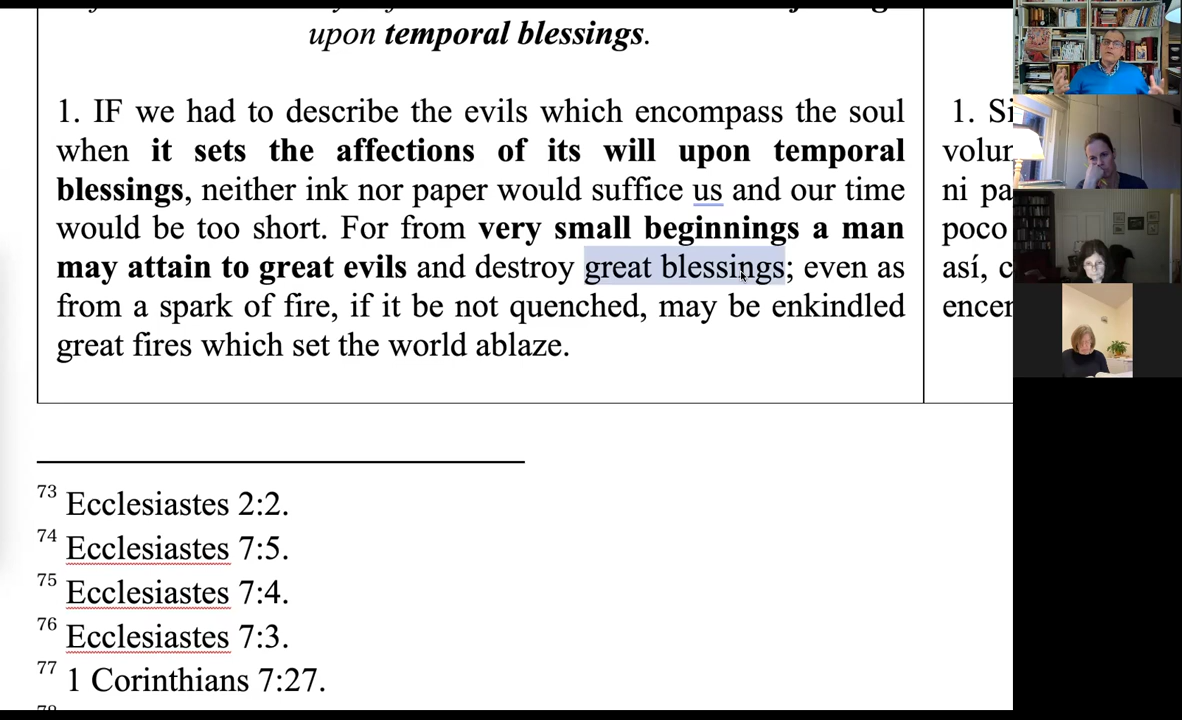 upon temporal blessings.
1. IF we had to describe the evils which encompass the soul
when it sets the affections of its will upon temporal
blessings, neither ink nor paper would suffice us and our time
would be too short. For from very small beginnings a man
may attain to great evils and destroy great blessings; even as
from a spark of fire, if it be not quenched, may be enkindled
great fires which set the world ablaze.
1. Si
volun
ni pa
poco
así, c
encen
73 Ecclesiastes 2:2.
74 Ecclesiastes 7:5.
75 Ecclesiastes 7:4.
76 Ecclesiastes 7:3.
77 1 Corinthians 7:27.